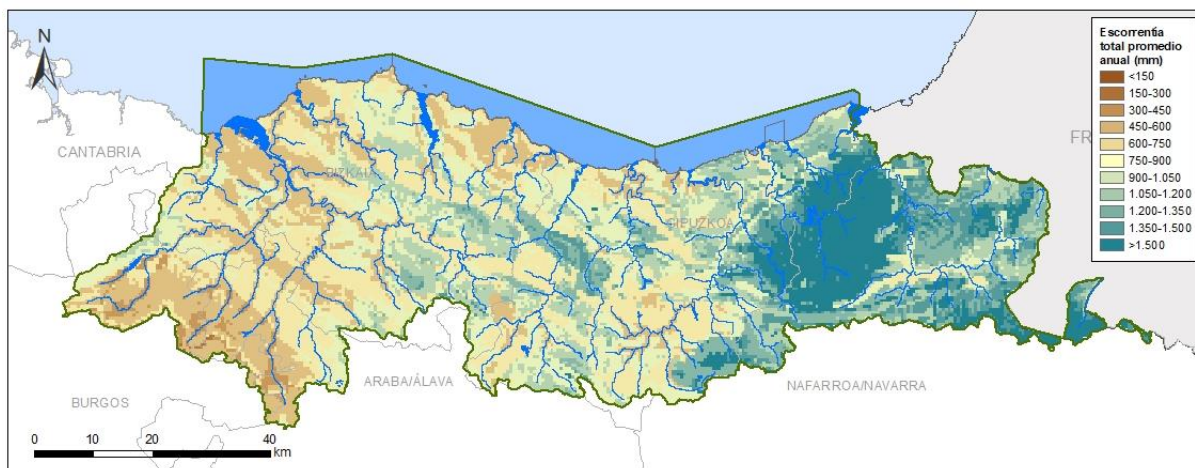 N
CANTABRIA
BIZKAIA
GIPUZKOA
FR
BURGOS
ARABA/ÁLAVA
NAFARROA/NAVARRA
0 10 20 40
km
Escorrentía
total promedio
anual (mm)
<150
150-300
300-450
450-600
600-750
750-900
900-1.050
1.050-1.200
1.200-1.350
1.350-1.500
>1.500